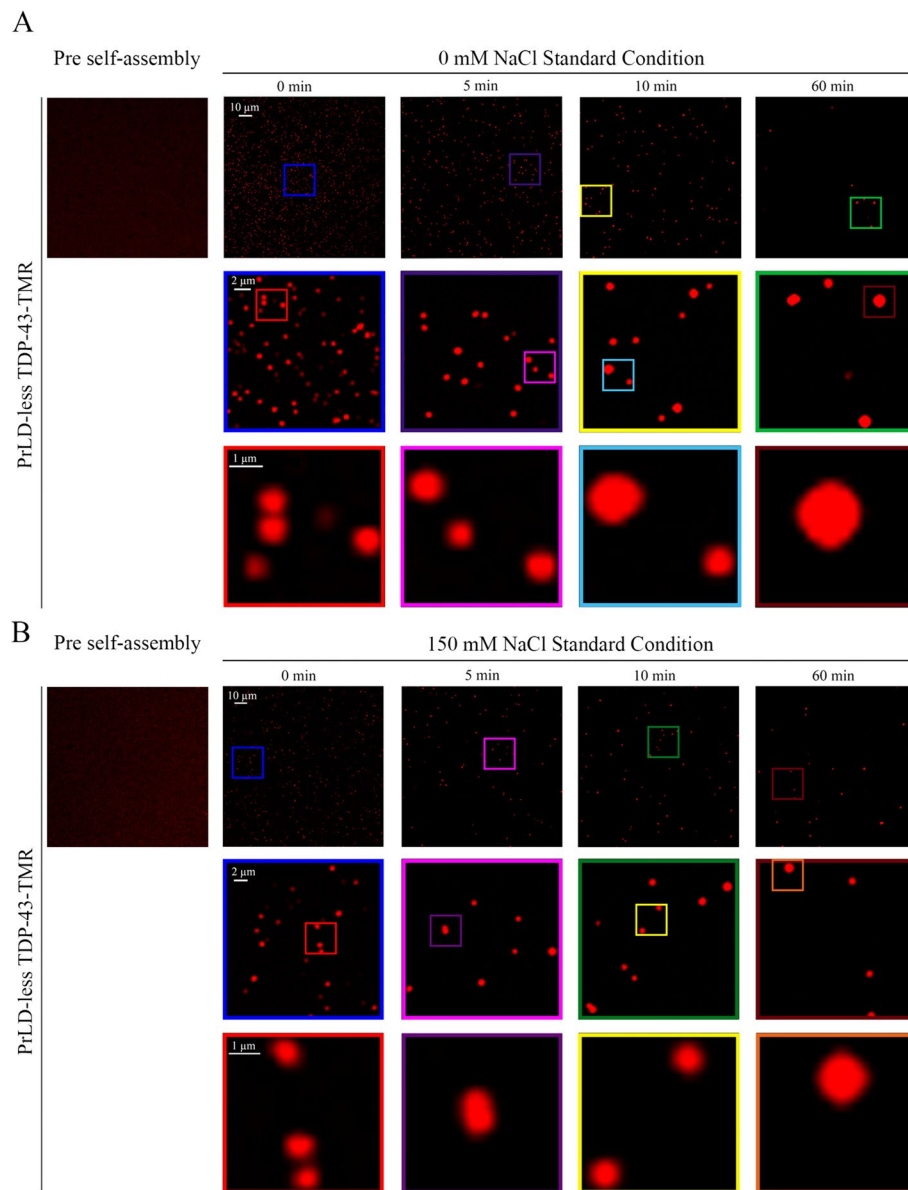 A
Pre self-assembly
0 mM NaCl Standard Condition
0 min
5 min
10 min
60 min
10 µm
2 µm
1 µm
PrLD-less TDP-43-TMR
B
Pre self-assembly
150 mM NaCl Standard Condition
0 min
5 min
10 min
60 min
10 µm
2 µm
1 µm
PrLD-less TDP-43-TMR